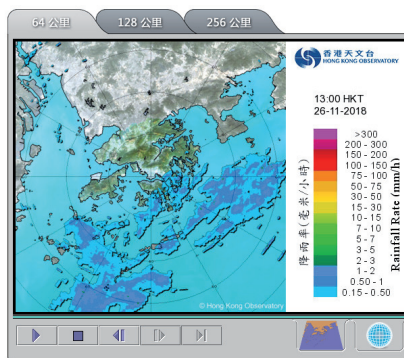 64 公里
128 公里
256 公里
香港天文台
HONG KONG OBSERVATORY
13:00 HKT
26-11-2018
降雨率(毫米/小時)
Rainfall Rate (mm/h)
>300
200 - 300
150 - 200
100 - 150
75 - 100
50 - 75
30 - 50
15 - 30
10 - 15
7 - 10
5 - 7
3 - 5
2 - 3
1 - 2
0.50 - 1
0.15 - 0.50
© Hong Kong Observatory